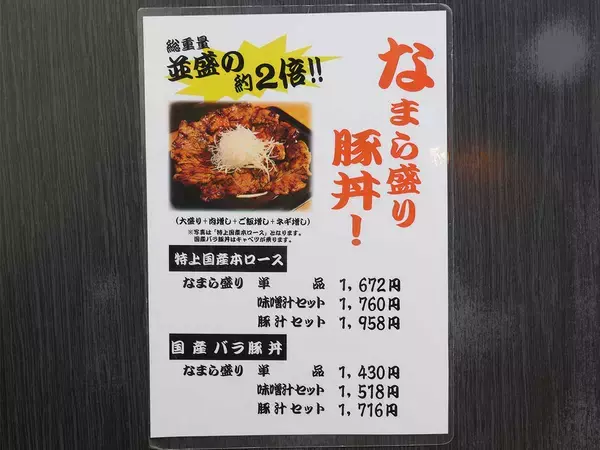 なまら盛り
豚丼！
総重量
並盛の
約2倍!!
(大盛り+肉増し+ご飯増し+ネギ増し)
※写真は「特上国産本ロース」となります。
国産バラ豚丼はキャベツが乗ります。
特上国産本ロース
なまら盛り 単品 1,672円
味噌汁セット 1,760円
豚汁セット 1,958円
国産バラ豚丼
なまら盛り 単品 1,430円
味噌汁セット 1,518円
豚汁セット 1,716円